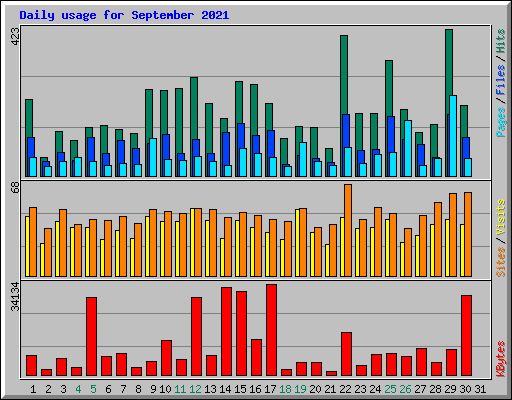 Daily usage for September 2021
423
Pages/Files/Hits
68
Sites/Visits
34134
KBytes
1 2 3 4 5 6 7 8 9 10 11 12 13 14 15 16 17 18 19 20 21 22 23 24 25 26 27 28 29 30 31